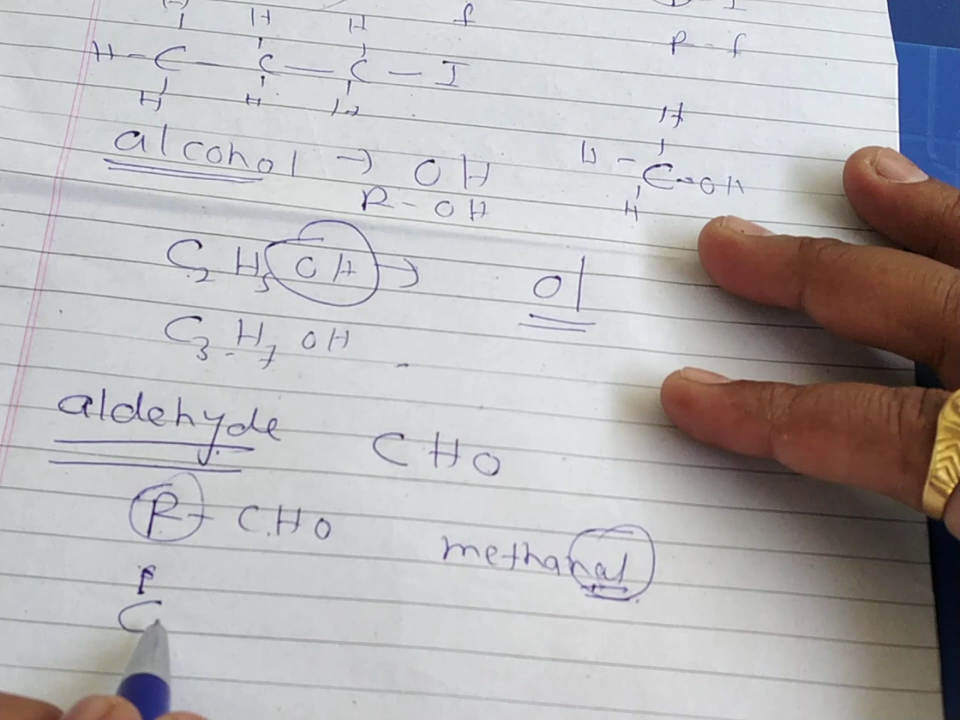 R - f
H H
H - C - C - C - I
H H H
alcohol → OH
R - OH
H
H - C - OH
H
C2H5OH → ol
C3H7OH
aldehyde CHO
R - CHO
methanal
C